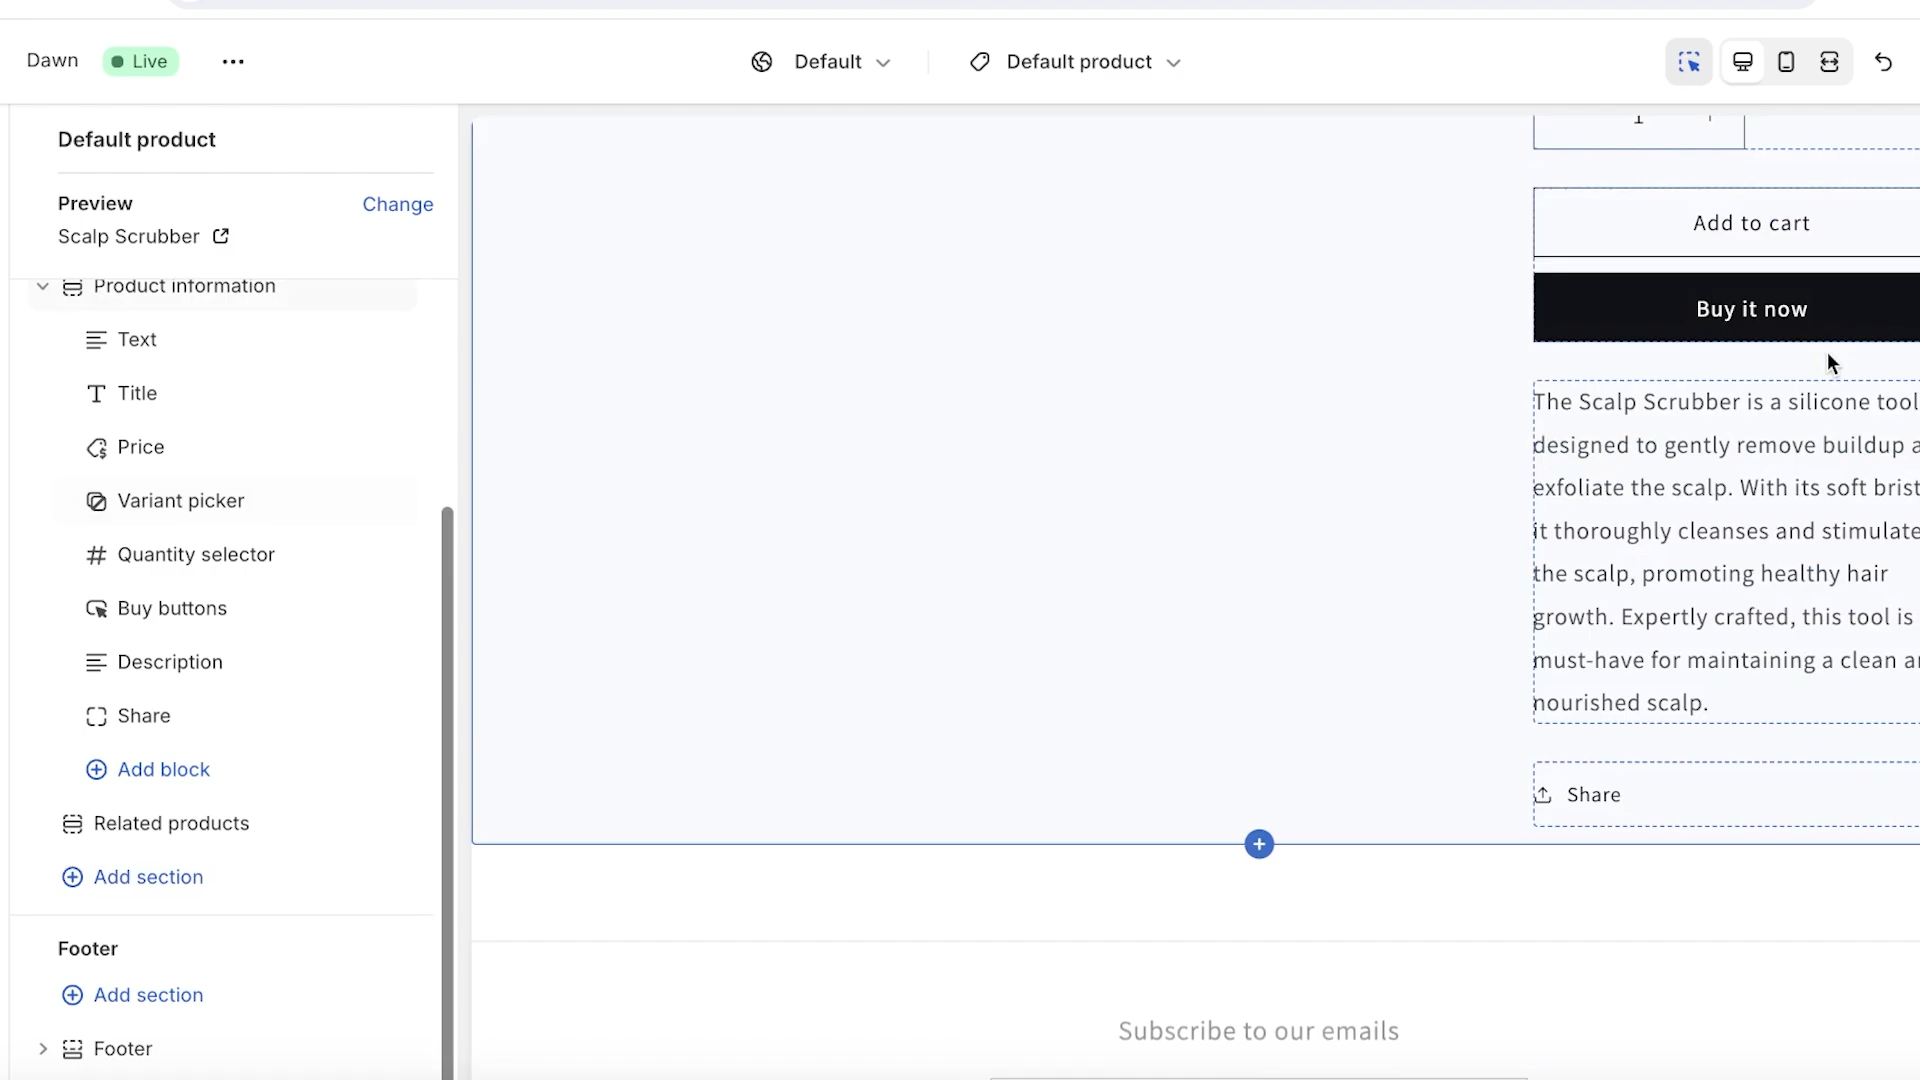 Dawn
Live
Default
Default product
Default product
Preview
Change
Scalp Scrubber
Product information
Text
Title
Price
Variant picker
Quantity selector
Buy buttons
Description
Share
Add block
Related products
Add section
Footer
Add section
Footer
Add to cart
Buy it now
The Scalp Scrubber is a silicone tool
designed to gently remove buildup
exfoliate the scalp. With its soft
it thoroughly cleanses and
the scalp, promoting healthy hair
growth. Expertly crafted, this tool is
must-have for maintaining a clean
nourished scalp.
Share
Subscribe to our emails